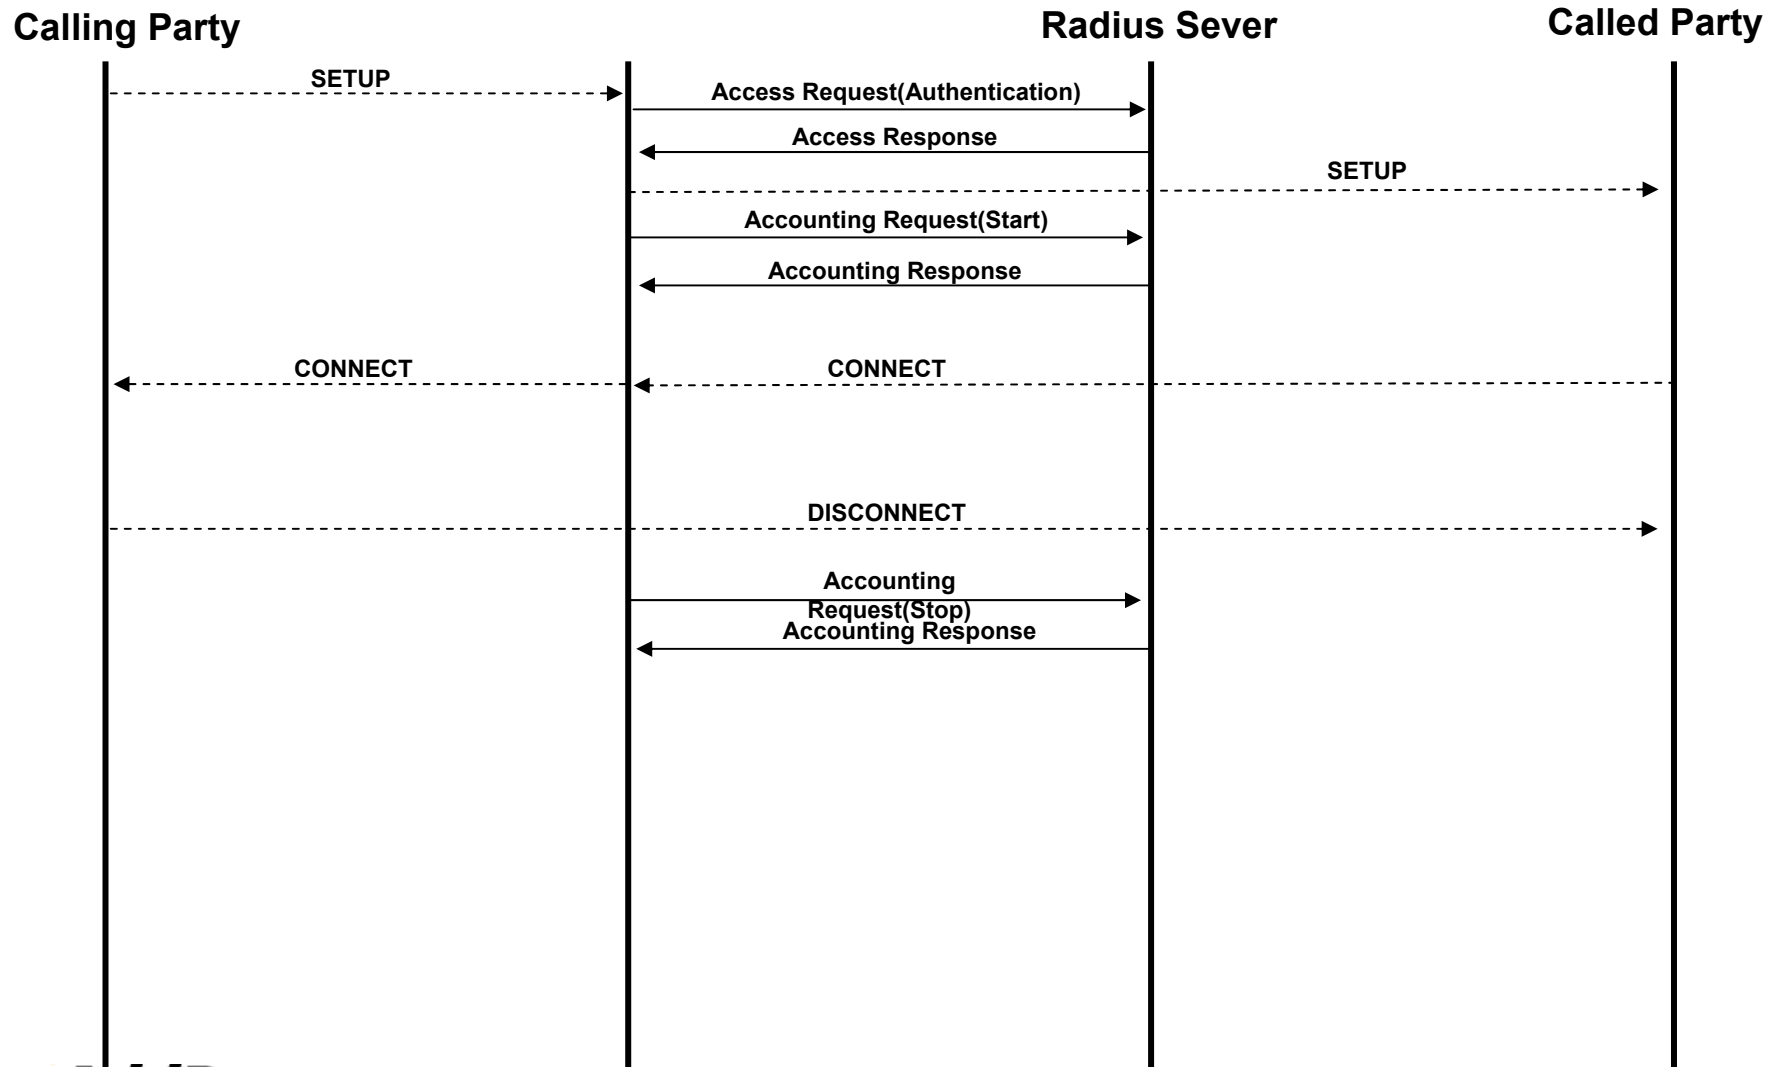 Calling Party
Radius Sever
Called Party
SETUP
Access Request(Authentication)
Access Response
SETUP
Accounting Request(Start)
Accounting Response
CONNECT
CONNECT
DISCONNECT
Accounting
Request(Stop)
Accounting Response